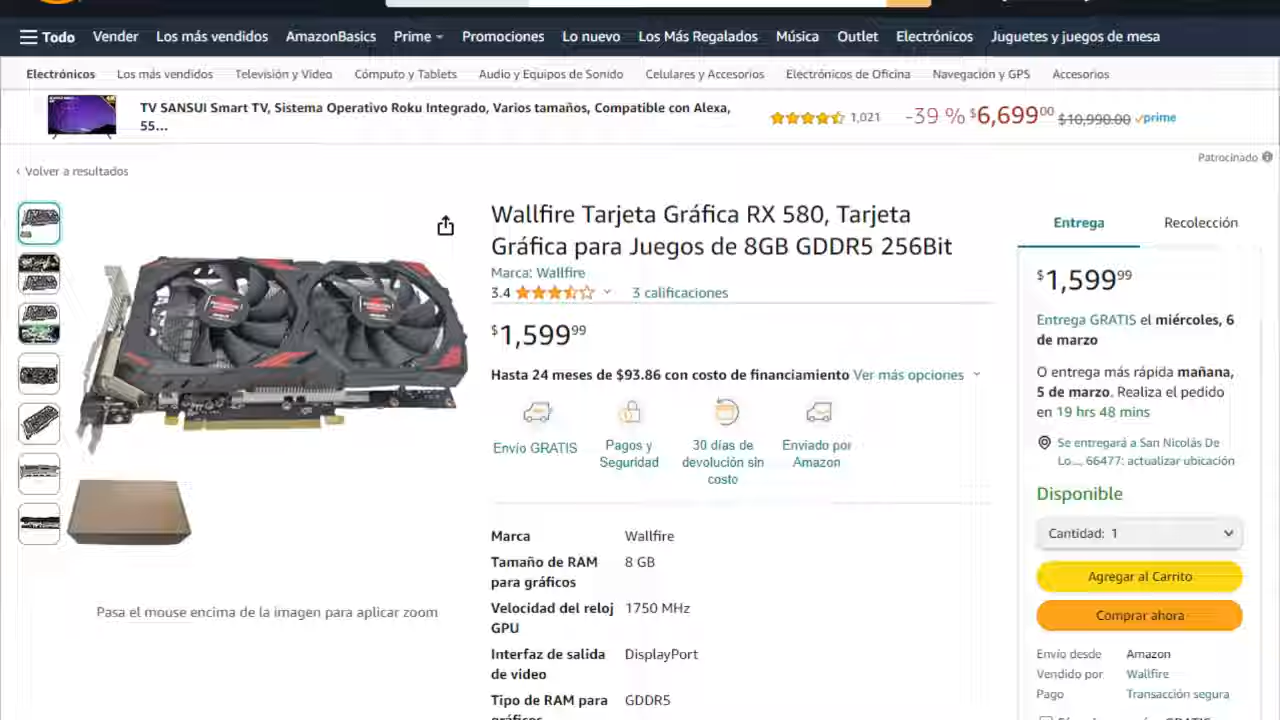 Todo Vender Los más vendidos AmazonBasics Prime Promociones Lo nuevo Los Más Regalados Música Outlet Electrónicos Juguetes y juegos de mesa
Electrónicos Los más vendidos Televisión y Video Cómputo y Tablets Audio y Equipos de Sonido Celulares y Accesorios Electrónicos de Oficina Navegación y GPS Accesorios
TV SANSUI Smart TV, Sistema Operativo Roku Integrado, Varios tamaños, Compatible con Alexa,
55...
1,021 -39 % $6,699.00 $10,990.00 prime
Patrocinado
‹ Volver a resultados
Wallfire Tarjeta Gráfica RX 580, Tarjeta
Gráfica para Juegos de 8GB GDDR5 256Bit
Marca: Wallfire
3.4 3 calificaciones
$1,599.99
Hasta 24 meses de $93.86 con costo de financiamiento Ver más opciones
Envío GRATIS
Pagos y
Seguridad
30 días de
devolución sin
costo
Enviado por
Amazon
Marca Wallfire
Tamaño de RAM 8 GB
para gráficos
Velocidad del reloj 1750 MHz
GPU
Interfaz de salida DisplayPort
de video
Tipo de RAM para GDDR5
gráficos
Pasa el mouse encima de la imagen para aplicar zoom
Entrega Recolección
$1,599.99
Entrega GRATIS el miércoles, 6
de marzo
O entrega más rápida mañana,
5 de marzo. Realiza el pedido
en 19 hrs 48 mins
Se entregará a San Nicolás De
Lo..., 66477: actualizar ubicación
Disponible
Cantidad: 1
Agregar al Carrito
Comprar ahora
Envío desde Amazon
Vendido por Wallfire
Pago Transacción segura